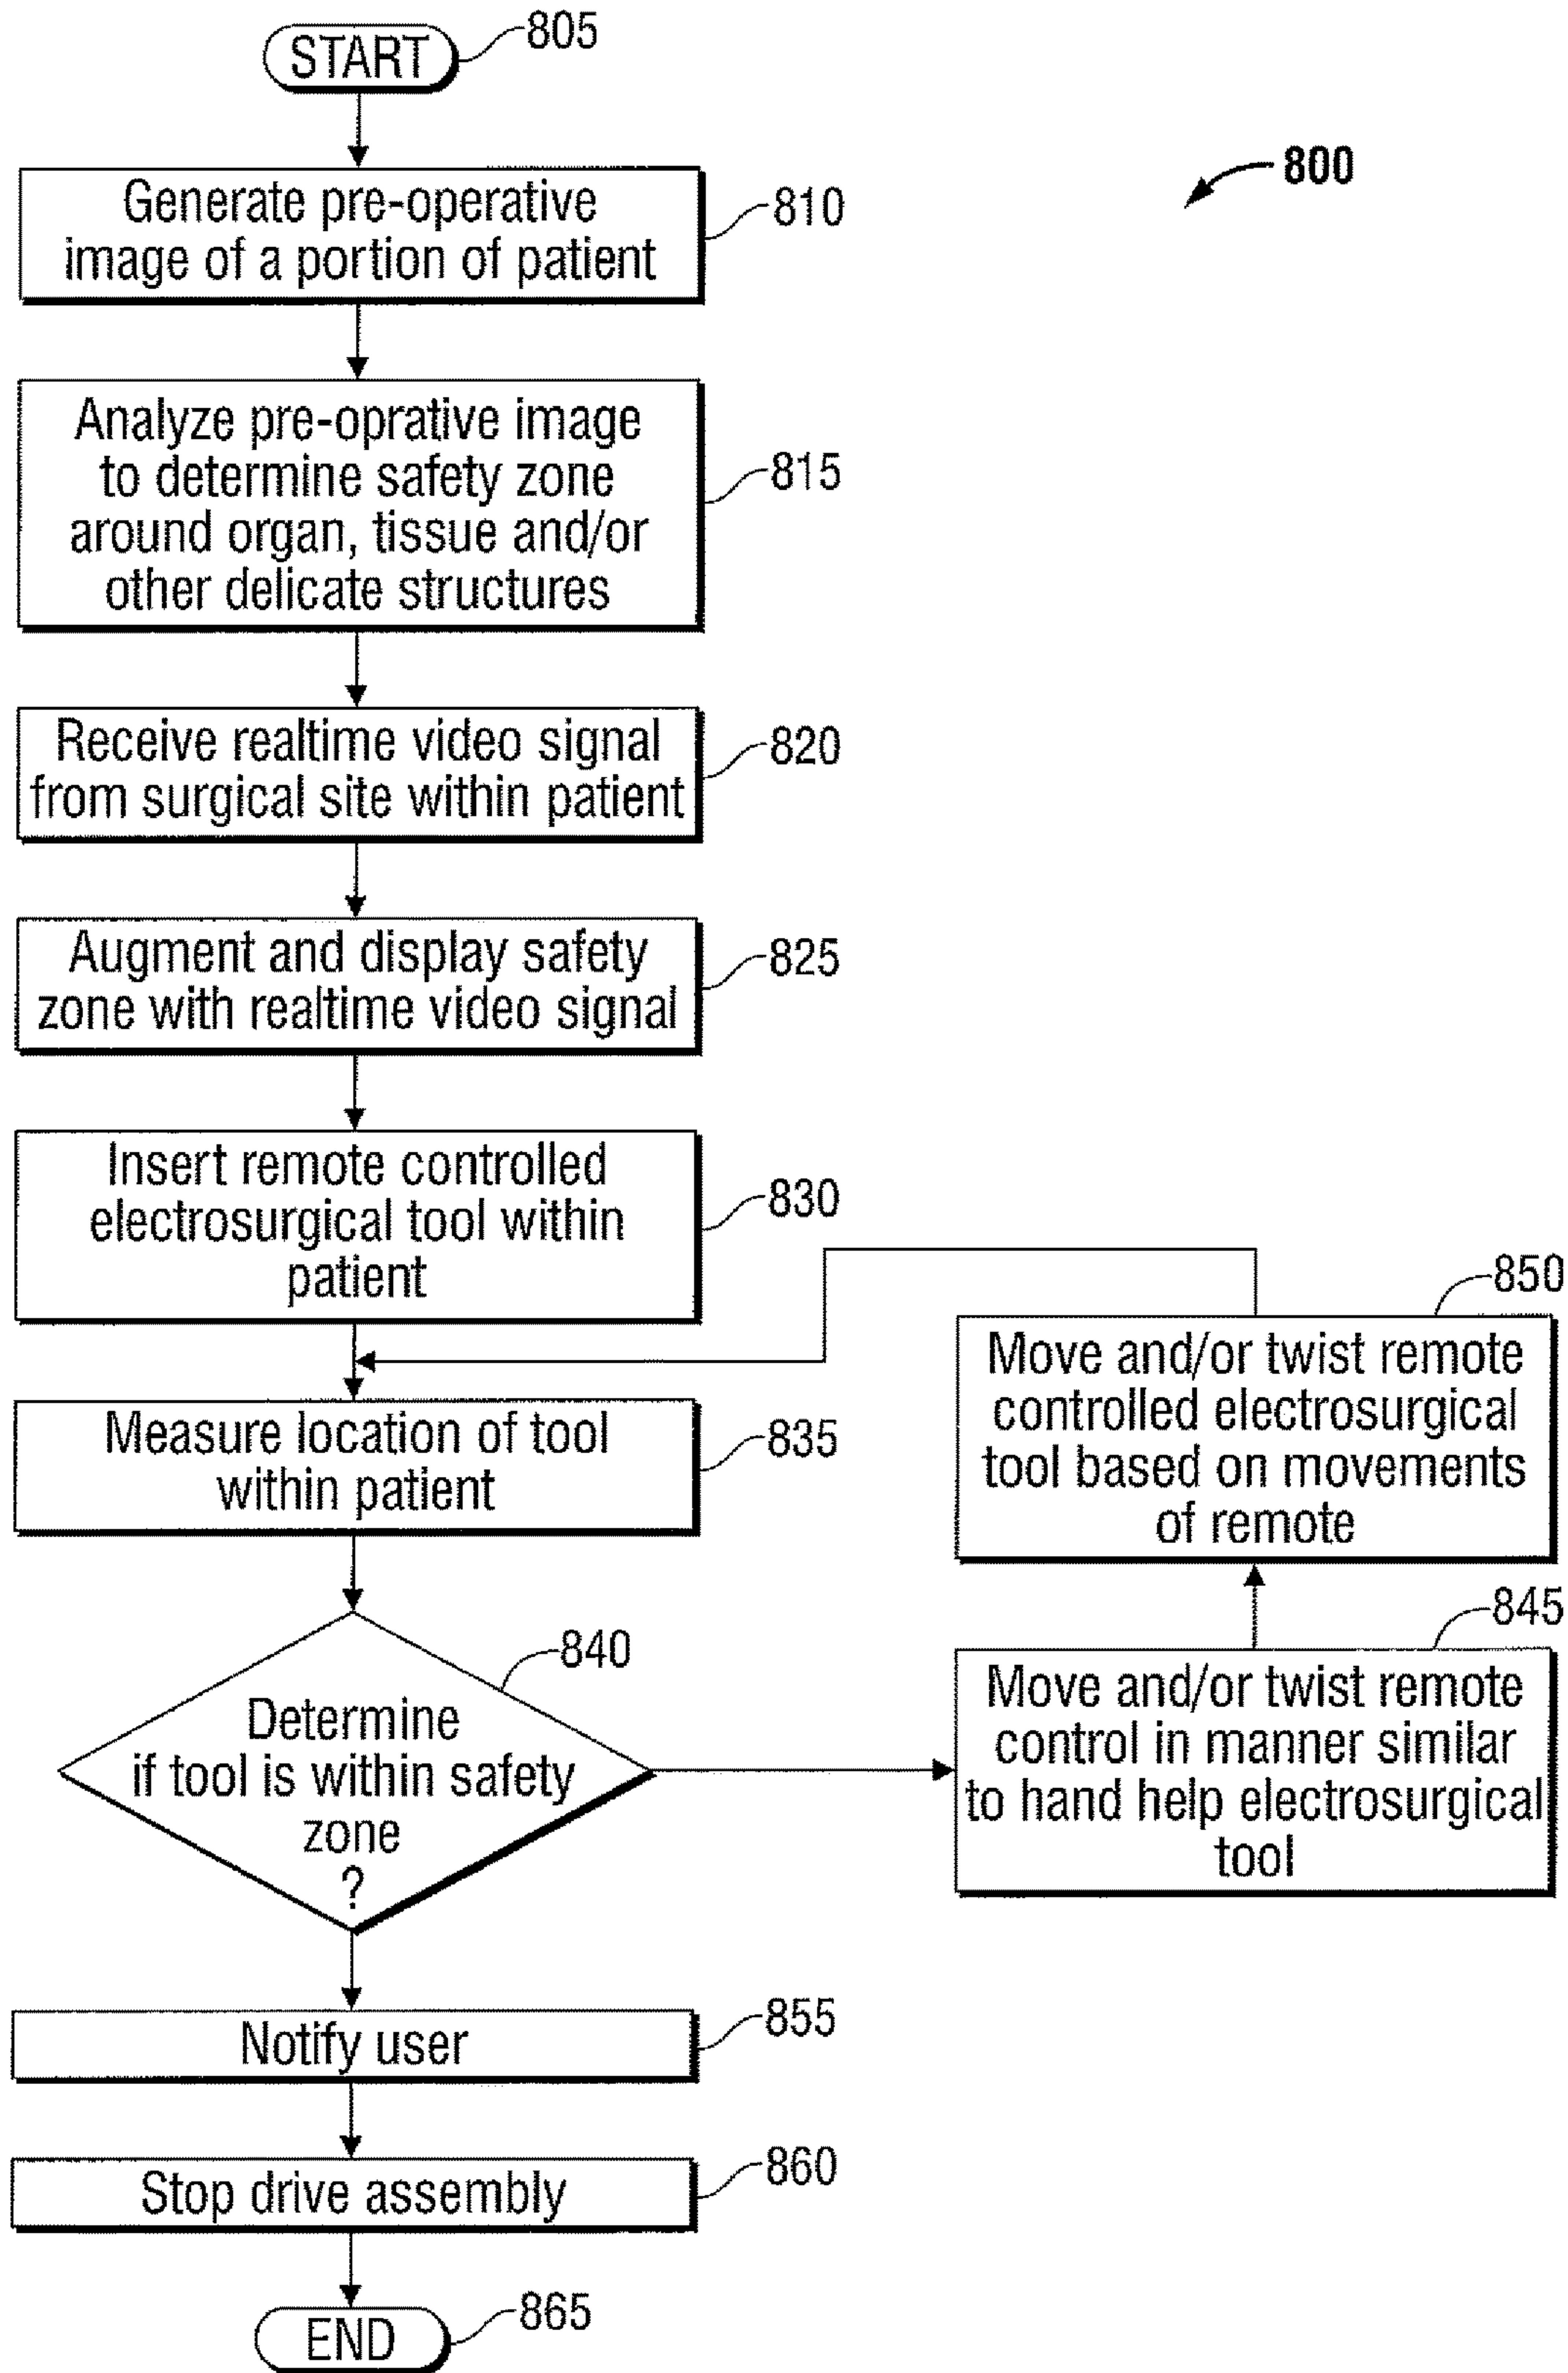 START
805
800
Generate pre-operative
image of a portion of patient
810
Analyze pre-oprative image
to determine safety zone
around organ, tissue and/or
other delicate structures
815
Receive realtime video signal
from surgical site within patient
820
Augment and display safety
zone with realtime video signal
825
Insert remote controlled
electrosurgical tool within
patient
830
Measure location of tool
within patient
835
Determine
if tool is within safety
zone
?
840
850
Move and/or twist remote
controlled electrosurgical
tool based on movements
of remote
845
Move and/or twist remote
control in manner similar
to hand help electrosurgical
tool
Notify user
855
Stop drive assembly
860
END
865